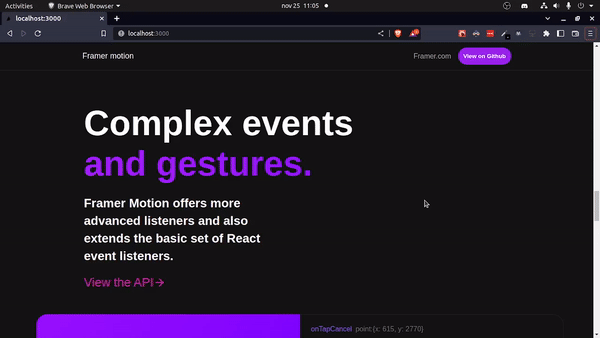 Activities Brave Web Browser nov 25 11:05
localhost:3000
localhost:3000
Framer motion Framer.com View on Github
Complex events
and gestures.
Framer Motion offers more
advanced listeners and also
extends the basic set of React
event listeners.
View the API
onTapCancel point {x: 615, y: 2770}